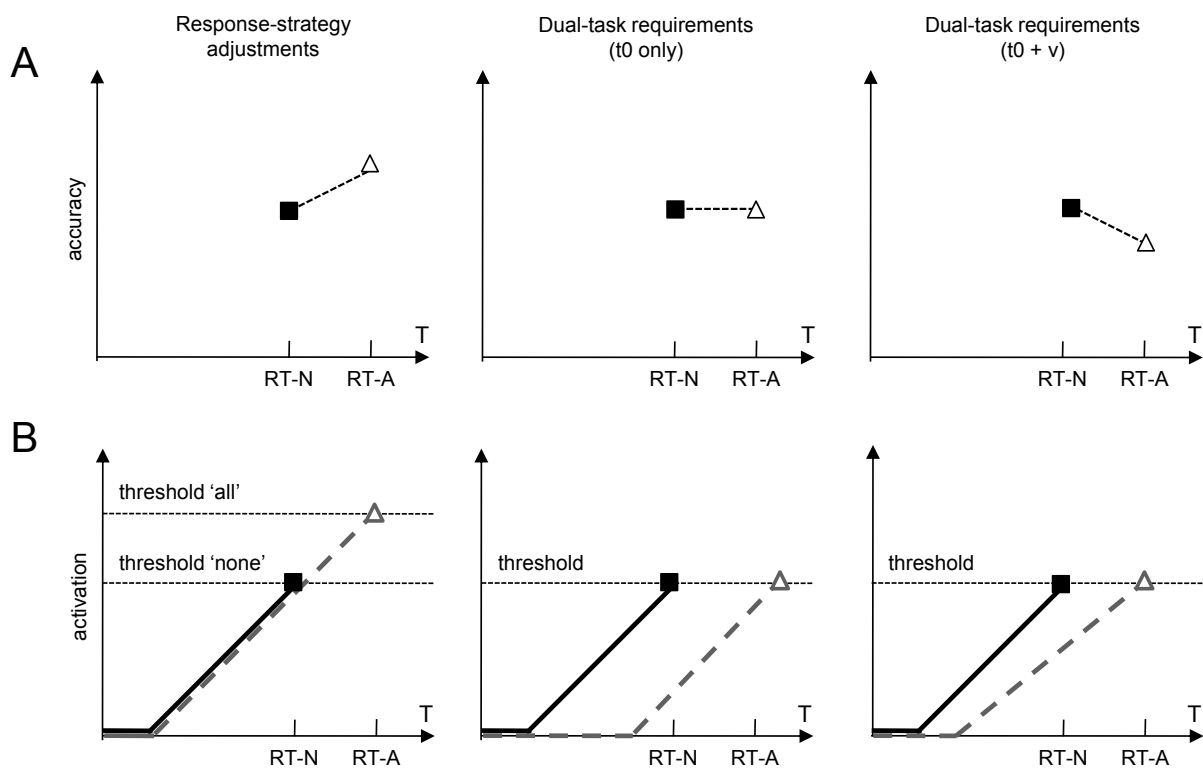 Response-strategy
adjustments
Dual-task requirements
(t0 only)
Dual-task requirements
(t0 + v)
A
accuracy
T
RT-N
RT-A
T
RT-N
RT-A
T
RT-N
RT-A
B
activation
threshold ‘all’
threshold ‘none’
T
RT-N
RT-A
threshold
T
RT-N
RT-A
threshold
T
RT-N
RT-A